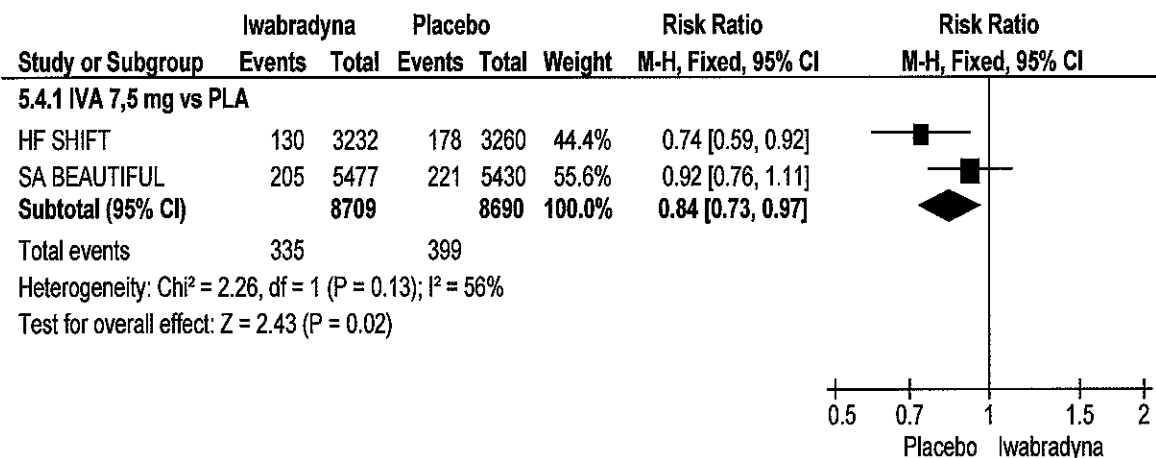 Iwabradyna Placebo Risk Ratio Risk Ratio
Study or Subgroup Events Total Events Total Weight M-H, Fixed, 95% CI M-H, Fixed, 95% CI
5.4.1 IVA 7,5 mg vs PLA
HF SHIFT 130 3232 178 3260 44.4% 0.74 [0.59, 0.92]
SA BEAUTIFUL 205 5477 221 5430 55.6% 0.92 [0.76, 1.11]
Subtotal (95% CI) 8709 8690 100.0% 0.84 [0.73, 0.97]
Total events 335 399
Heterogeneity: Chi² = 2.26, df = 1 (P = 0.13); I² = 56%
Test for overall effect: Z = 2.43 (P = 0.02)
0.5 0.7 1 1.5 2
Placebo Iwabradyna